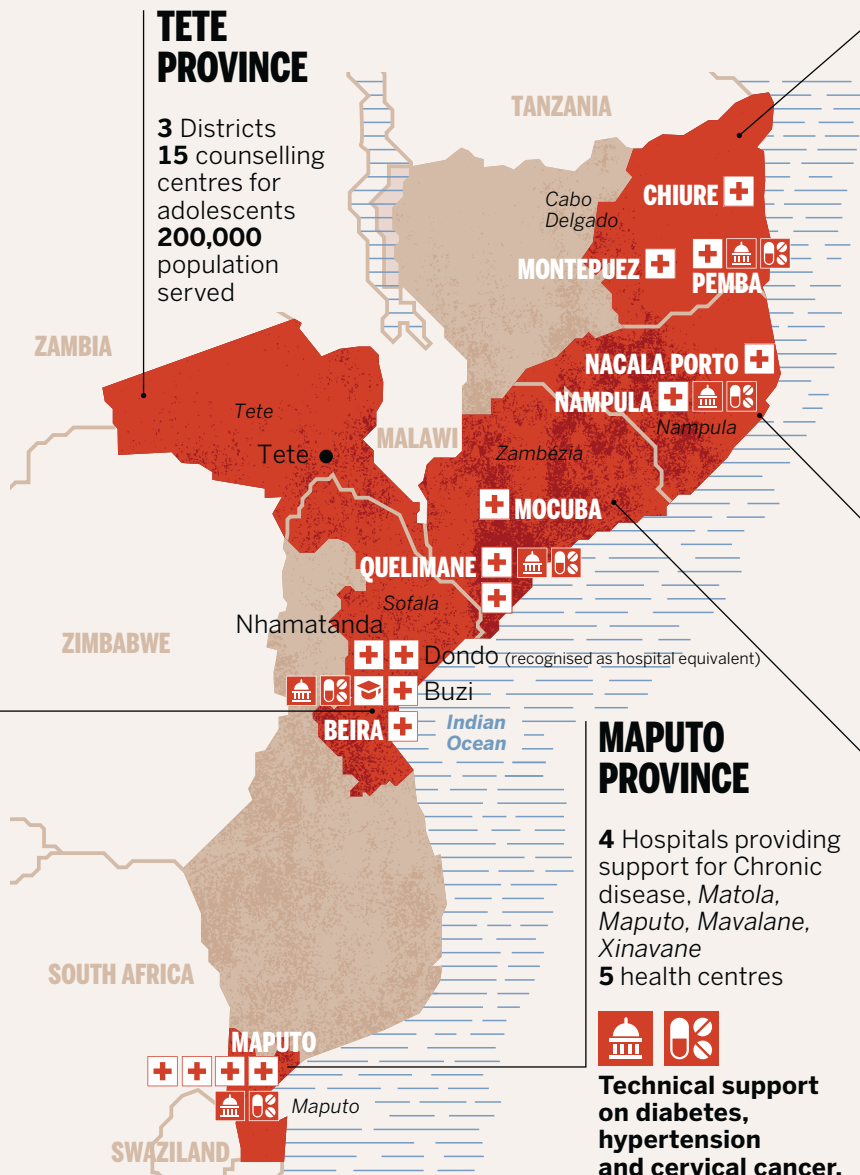 TETE
PROVINCE
3 Districts
15 counselling
centres for
adolescents
200,000
population
served
TANZANIA
Cabo
Delgado
CHIURE
MONTEPUEZ
PEMBA
ZAMBIA
NACALA PORTO
NAMPULA
Nampula
Tete
Tete
MALAWI
Zambézia
MOCUBA
QUELIMANE
Sofala
ZIMBABWE
Nhamatanda
Dondo (recognised as hospital equivalent)
Buzi
BEIRA
Indian
Ocean
MAPUTO
PROVINCE
4 Hospitals providing
support for Chronic
disease, Matola,
Maputo, Mavalane,
Xinavane
5 health centres
Technical support
on diabetes,
hypertension
and cervical cancer.
SOUTH AFRICA
MAPUTO
Maputo
SWAZILAND